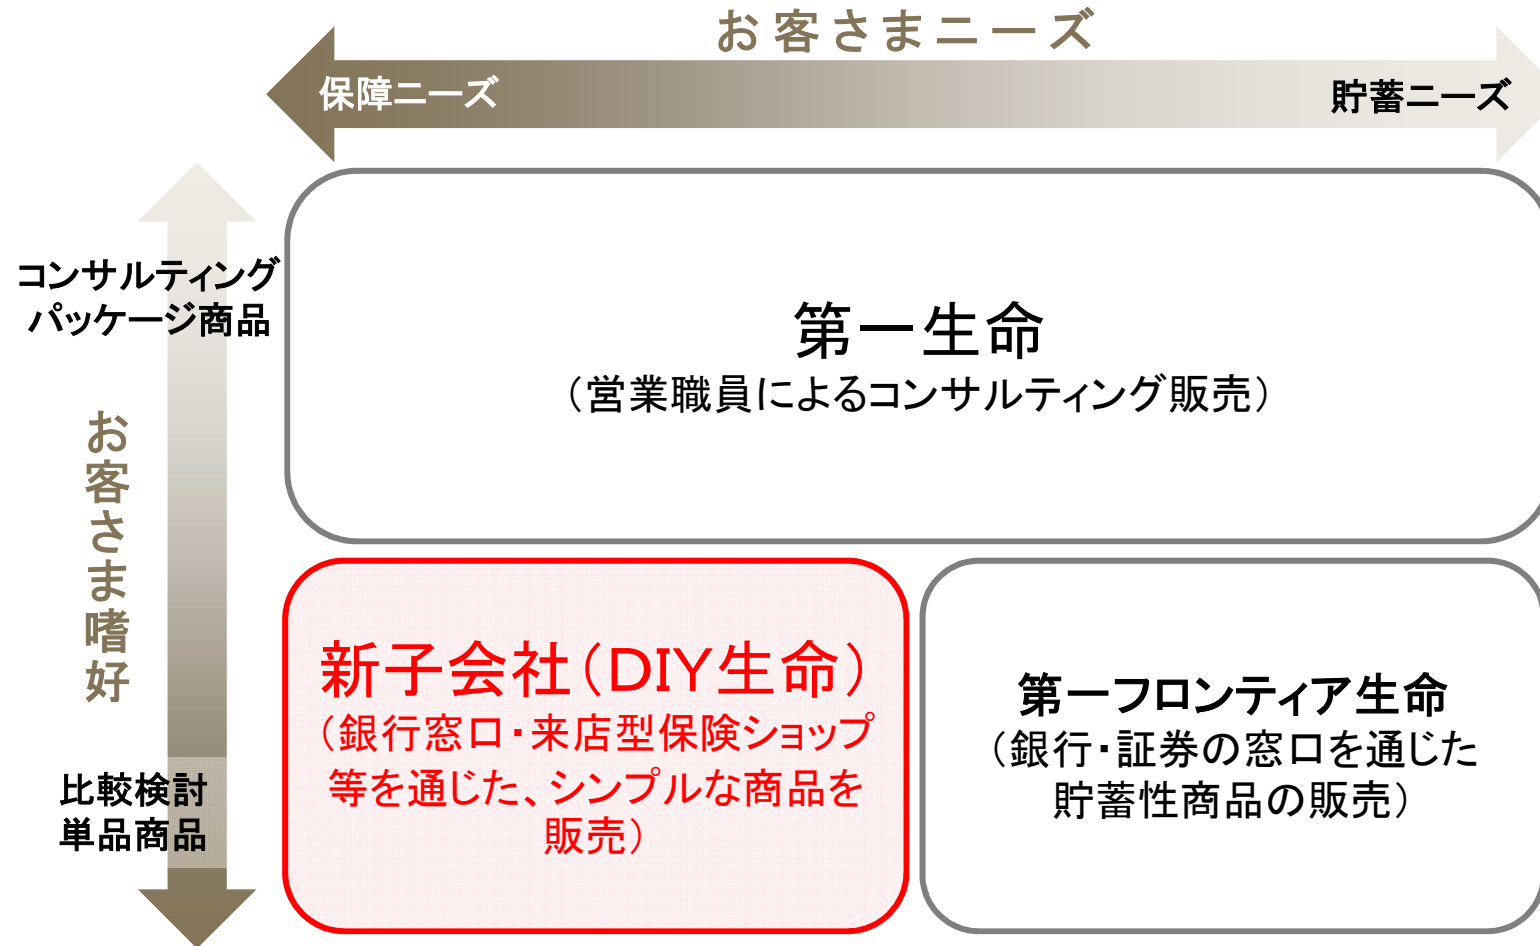 お客さまニーズ
保障ニーズ
貯蓄ニーズ
コンサルティング
パッケージ商品
お客さま嗜好
比較検討
単品商品
第一生命
（営業職員によるコンサルティング販売）
新子会社（DIY生命）
（銀行窓口・来店型保険ショップ
等を通じた、シンプルな商品を
販売）
第一フロンティア生命
（銀行・証券の窓口を通じた
貯蓄性商品の販売）